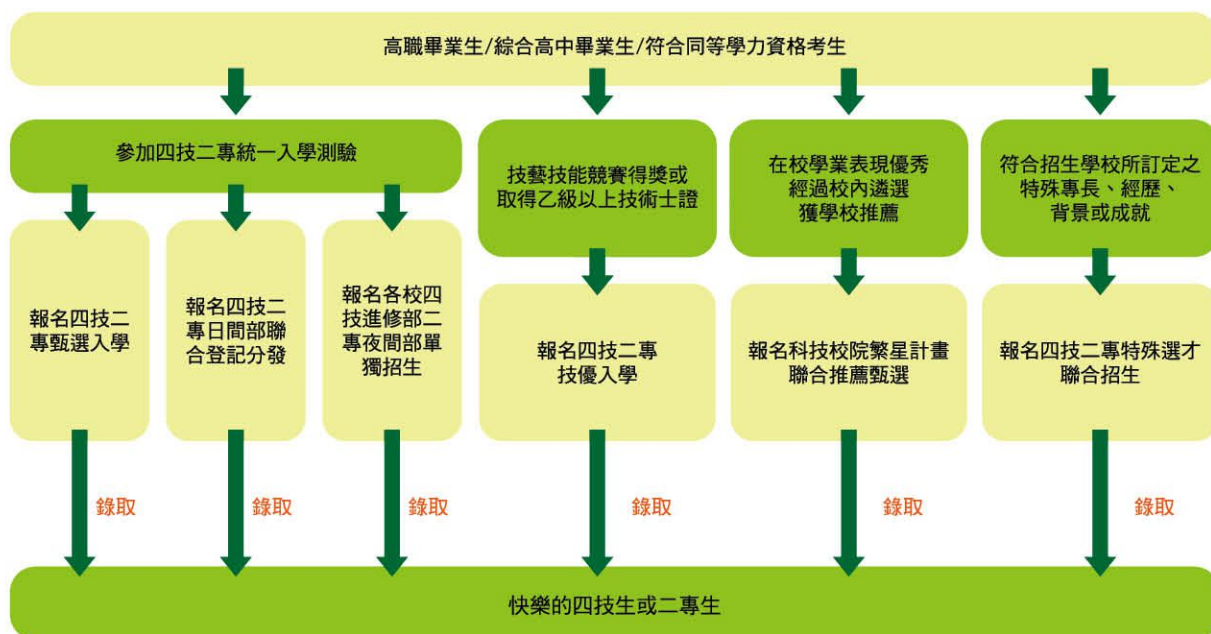 高職畢業生/綜合高中畢業生/符合同等學力資格考生
參加四技二專統一入學測驗
技藝技能競賽得獎或
取得乙級以上技術士證
在校學業表現優秀
經過校內遴選
獲學校推薦
符合招生學校所訂定之
特殊專長、經歷、
背景或成就
報名四技二
專甄選入學
報名四技二
專日間部聯
合登記分發
報名各校四
技進修部二
專夜間部單
獨招生
報名四技二專
技優入學
報名科技校院繁星計畫
聯合推薦甄選
報名四技二專特殊選才
聯合招生
錄取
錄取
錄取
錄取
錄取
錄取
快樂的四技生或二專生